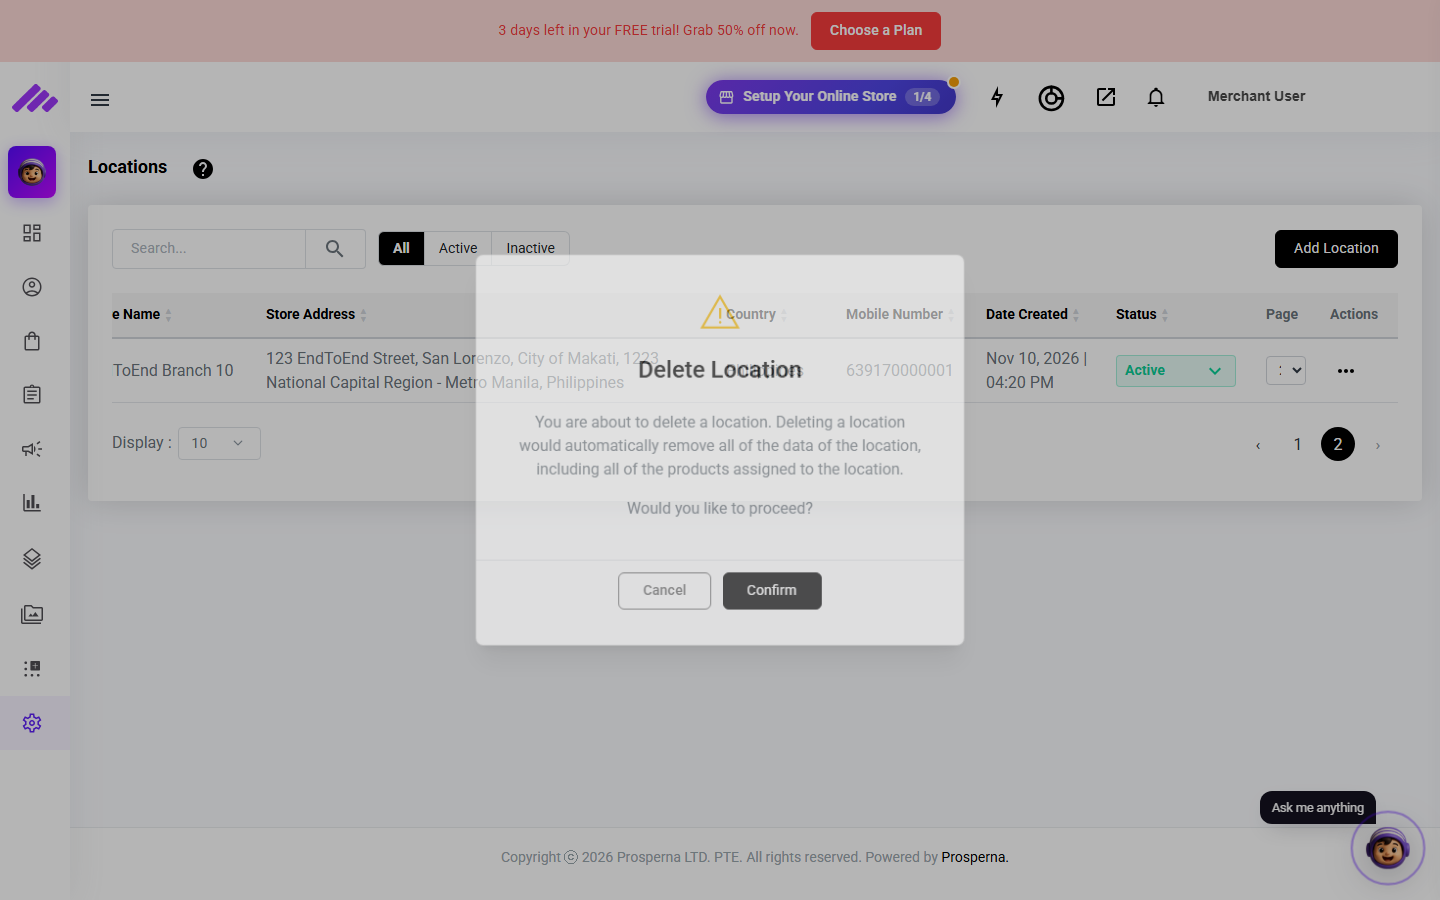 3 days left in your FREE trial! Grab 50% off now.
Choose a Plan
Setup Your Online Store 1/4
Merchant User
Locations
Search...
All
Active
Inactive
Add Location
e Name
Store Address
Country
Mobile Number
Date Created
Status
Page
Actions
ToEnd Branch 10
123 EndToEnd Street, San Lorenzo, City of Makati, 1223
National Capital Region - Metro Manila, Philippines
639170000001
Nov 10, 2026 |
04:20 PM
Active
Display :
10
‹ 1 2 ›
Delete Location
You are about to delete a location. Deleting a location
would automatically remove all of the data of the location,
including all of the products assigned to the location.
Would you like to proceed?
Cancel
Confirm
Ask me anything
Copyright © 2026 Prosperna LTD. PTE. All rights reserved. Powered by Prosperna.